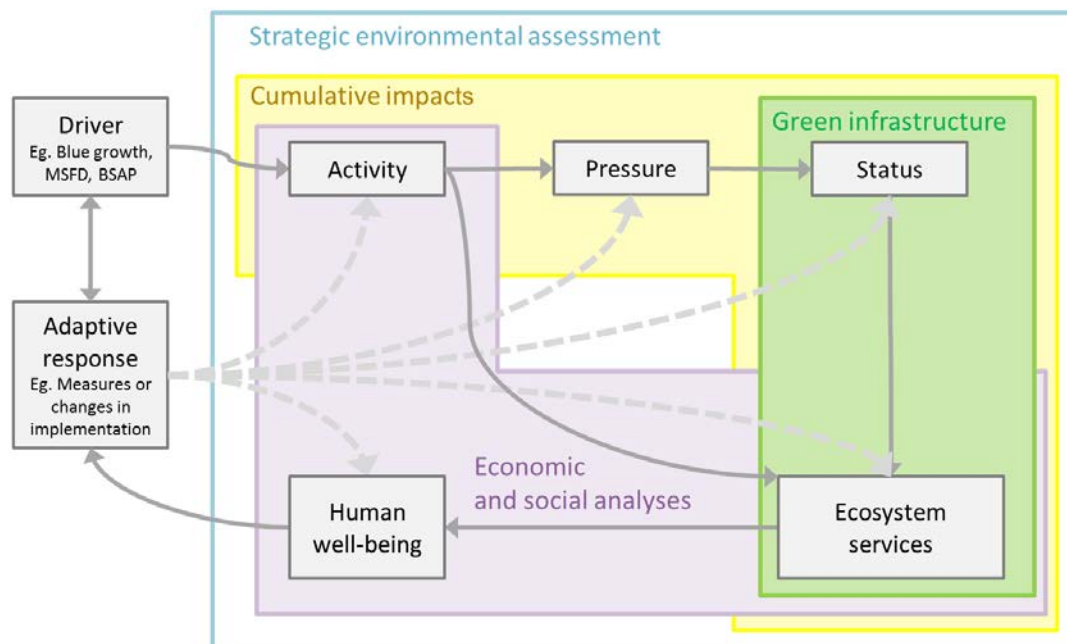 Strategic environmental assessment
Cumulative impacts
Green infrastructure
Driver
Eg. Blue growth,
MSFD, BSAP
Activity
Pressure
Status
Adaptive
response
Eg. Measures or
changes in
implementation
Economic
and social analyses
Human
well-being
Ecosystem
services